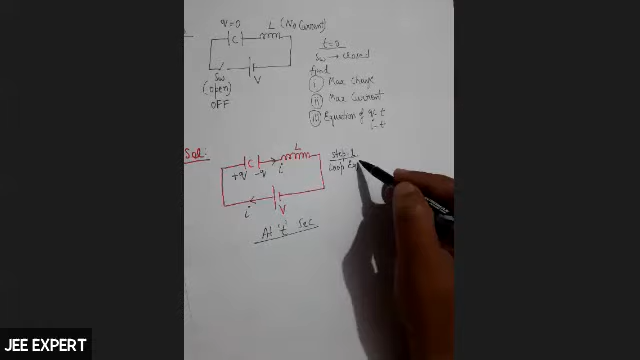 q=0
C
L (No Current)
t=0
Sw → closed
Sw
(open)
OFF
V
find
(i) Max Charge
(ii) Max Current
(iii) Equation of q-t
i-t
Sol:
C
+q -q
L
i
i
V
At 't' Sec
Step-1
Loop Eq
JEE EXPERT